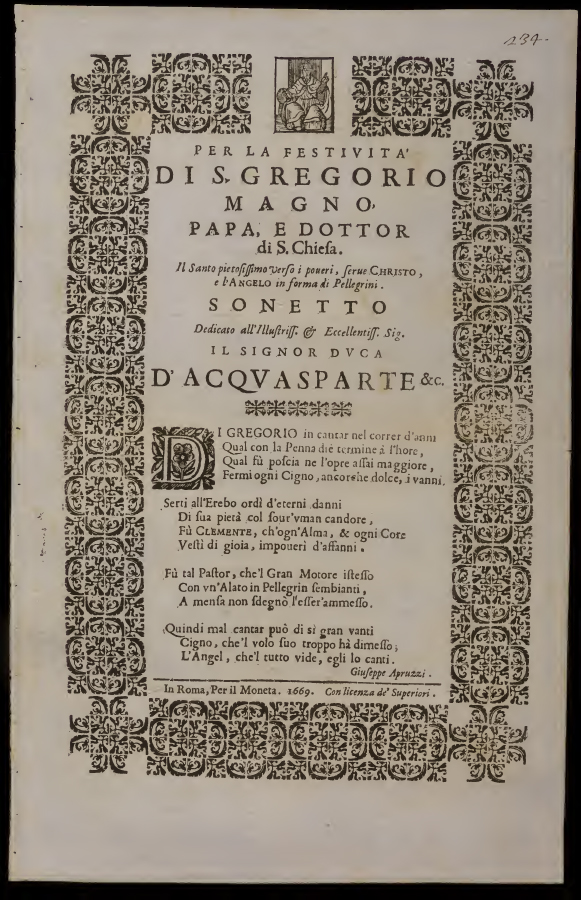 234.
PER LA FESTIVITA'
DI S. GREGORIO
MAGNO,
PAPA, E DOTTOR
di S. Chieſa.
Il Santo pietoſiſſimo verſo i poueri, ſerue CHRISTO,
e l'ANGELO in forma di Pellegrini.
SONETTO
Dedicato all'Illuſtriſſ. & Eccellentiſſ. Sig.
IL SIGNOR DVCA
D'ACQVASPARTE &c.
DI GREGORIO in cantar nel correr d'anni
Qual con la Penna diè termine à l'hore,
Qual fù poſcia ne l'opre aſſai maggiore,
Fermi ogni Cigno, ancorche dolce, i vanni.
Serti all'Erebo ordì d'eterni danni
Di ſua pietà col ſour'vman candore,
Fù CLEMENTE, ch'ogn'Alma, & ogni Core
Veſtì di gioia, impouerì d'affanni.
Fù tal Paſtor, che'l Gran Motore iſteſſo
Con vn'Alato in Pellegrin ſembianti,
A menſa non ſdegnò l'eſſer'ammeſſo.
Quindi mal cantar può di sì gran vanti
Cigno, che'l volo ſuo troppo hà dimeſſo;
L'Angel, che'l tutto vide, egli lo canti.
Giuſeppe Apruzzi.
In Roma, Per il Moneta. 1669. Con licenza de' Superiori.